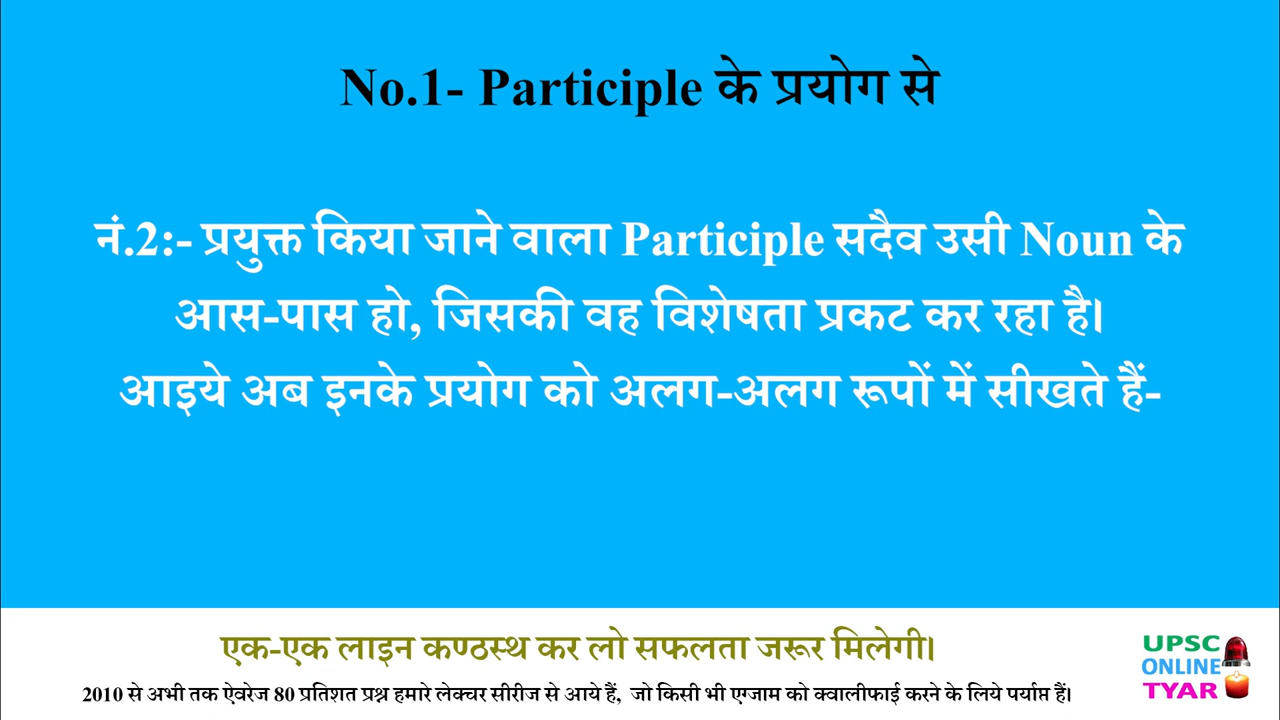 No.1- Participle के प्रयोग से
नं.2:- प्रयुक्त किया जाने वाला Participle सदैव उसी Noun के
आस-पास हो, जिसकी वह विशेषता प्रकट कर रहा है।
आइये अब इनके प्रयोग को अलग-अलग रूपों में सीखते हैं-
एक-एक लाइन कण्ठस्थ कर लो सफलता जरूर मिलेगी।
2010 से अभी तक ऐवरेज 80 प्रतिशत प्रश्न हमारे लेक्चर सीरीज से आये हैं, जो किसी भी एग्जाम को क्वालीफाई करने के लिये पर्याप्त हैं।
UPSC
ONLINE
TYAR